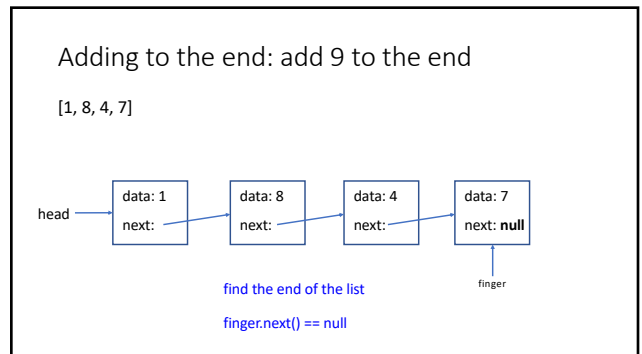 Adding to the end: add 9 to the end
[1, 8, 4, 7]
head
data: 1
next:
data: 8
next:
data: 4
next:
data: 7
next: null
finger
find the end of the list
finger.next() == null